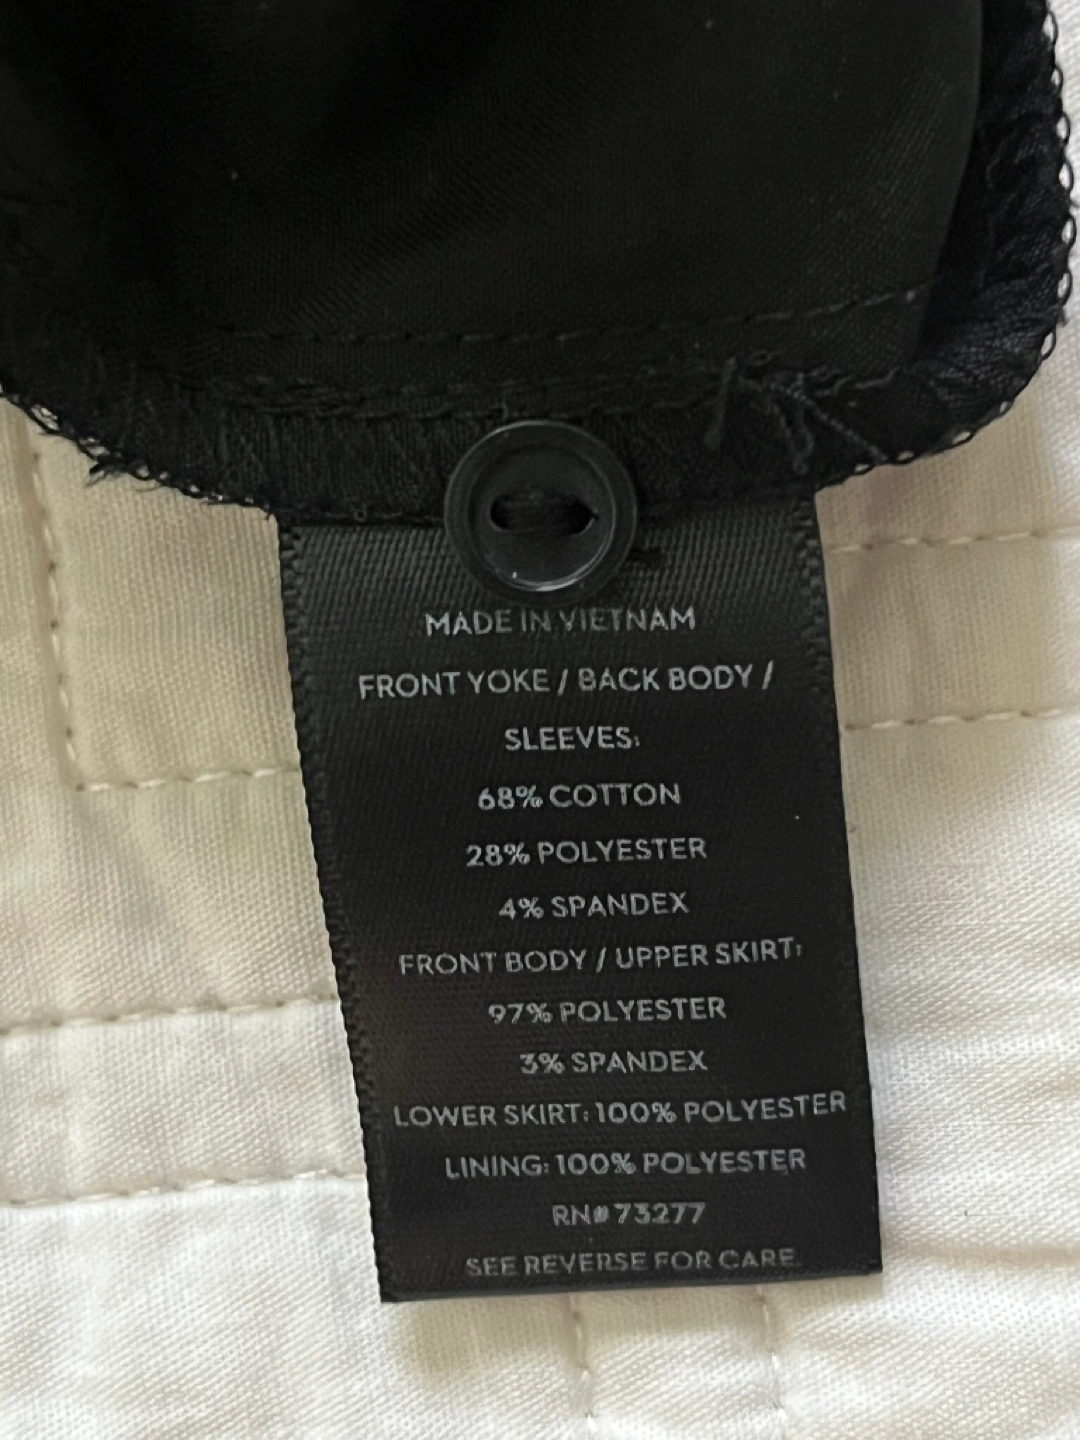 MADE IN VIETNAM
FRONT YOKE / BACK BODY /
SLEEVES:
68% COTTON
28% POLYESTER
4% SPANDEX
FRONT BODY / UPPER SKIRT:
97% POLYESTER
3% SPANDEX
LOWER SKIRT: 100% POLYESTER
LINING: 100% POLYESTER
RN# 73277
SEE REVERSE FOR CARE.